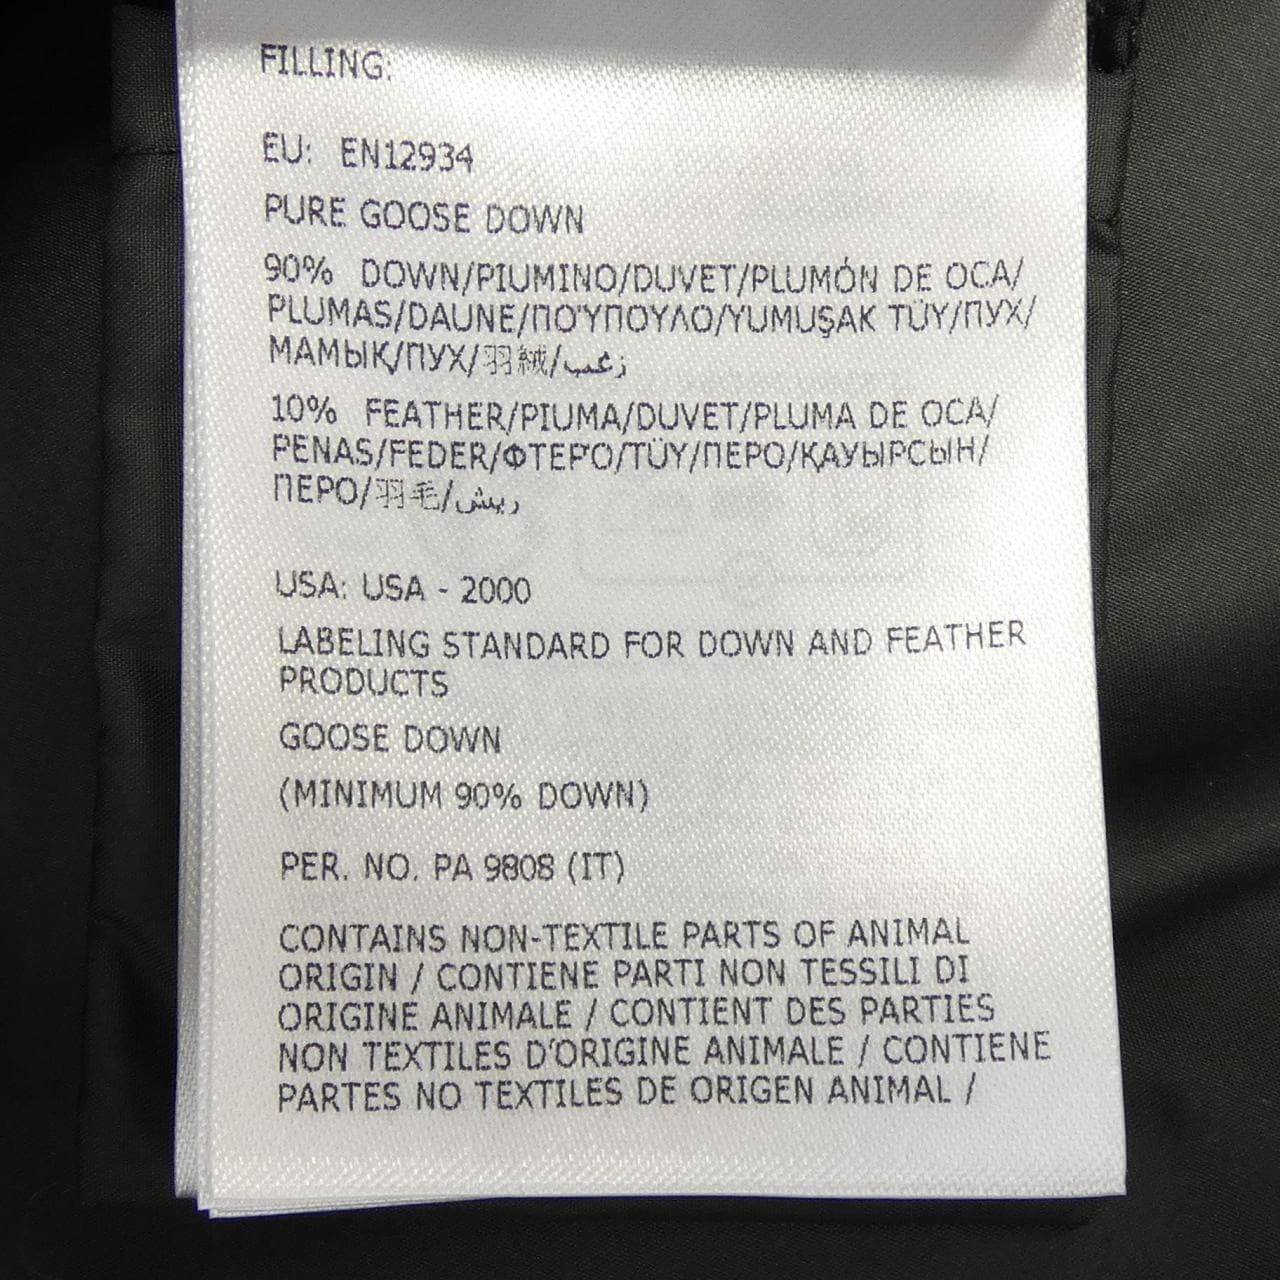 FILLING:
EU: EN12934
PURE GOOSE DOWN
90% DOWN/PIUMINO/DUVET/PLUMÓN DE OCA/
PLUMAS/DAUNE/ΠΟΎΠΟΥΛΟ/YUMUŞAK TÜY/ПУХ/
МАМЫҚ/ПУХ/羽絨/زغب
10% FEATHER/PIUMA/DUVET/PLUMA DE OCA/
PENAS/FEDER/ΦΤΕΡΌ/TÜY/ПЕРО/ҚАУЫРСЫН/
ПЕРО/羽毛/ريش
USA: USA - 2000
LABELING STANDARD FOR DOWN AND FEATHER
PRODUCTS
GOOSE DOWN
(MINIMUM 90% DOWN)
PER. NO. PA 9808 (IT)
CONTAINS NON-TEXTILE PARTS OF ANIMAL
ORIGIN / CONTIENE PARTI NON TESSILI DI
ORIGINE ANIMALE / CONTIENT DES PARTIES
NON TEXTILES D'ORIGINE ANIMALE / CONTIENE
PARTES NO TEXTILES DE ORIGEN ANIMAL /